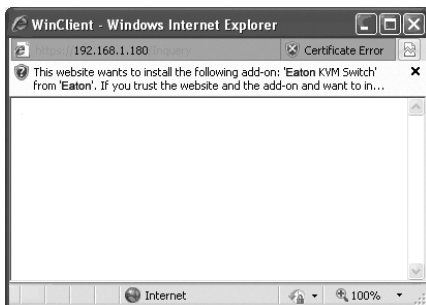 WinClient - Windows Internet Explorer
https://192.168.1.180/inquery Certificate Error
This website wants to install the following add-on: 'Eaton KVM Switch'
from 'Eaton'. If you trust the website and the add-on and want to in...
Internet 100%